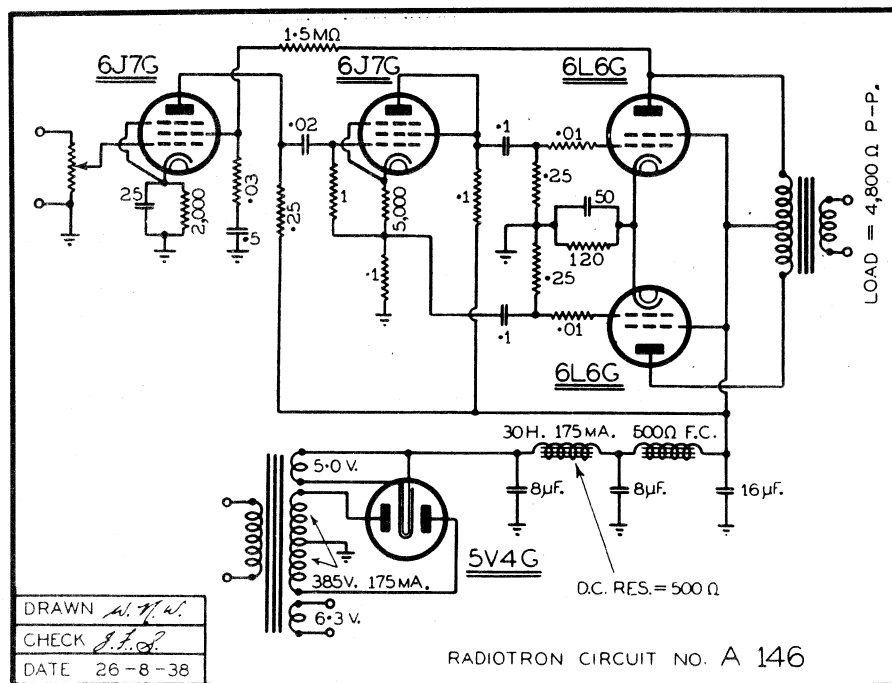 1·5MΩ
6J7G
6J7G
6L6G
·02
·1
·01
25
2,000
·03
·5
·25
1
5,000
·1
·1
·25
50
120
·25
·1
·01
6L6G
LOAD = 4,800 Ω P-P.
30H. 175MA.
500Ω F.C.
5·0 V.
8µF.
8µF.
16µF.
5V4G
385V. 175MA.
D.C. RES. = 500 Ω
6·3 V.
DRAWN W. N. W.
CHECK J. F. S.
DATE 26-8-38
RADIOTRON CIRCUIT NO. A 146